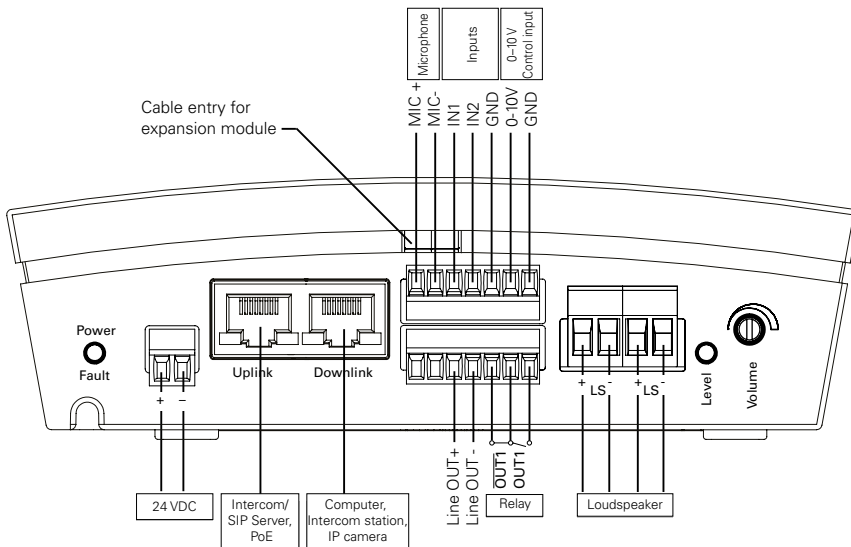 Microphone
Inputs
0–10 V
Control input
MIC +
MIC-
IN1
IN2
GND
0-10V
GND
Cable entry for
expansion module
Power
Fault
Uplink
Downlink
+
−
+
LS
-
+
LS
-
Level
Volume
24 VDC
Intercom/
SIP Server,
PoE
Computer,
Intercom station,
IP camera
Line OUT+
Line OUT -
OUT1
OUT1
Relay
Loudspeaker